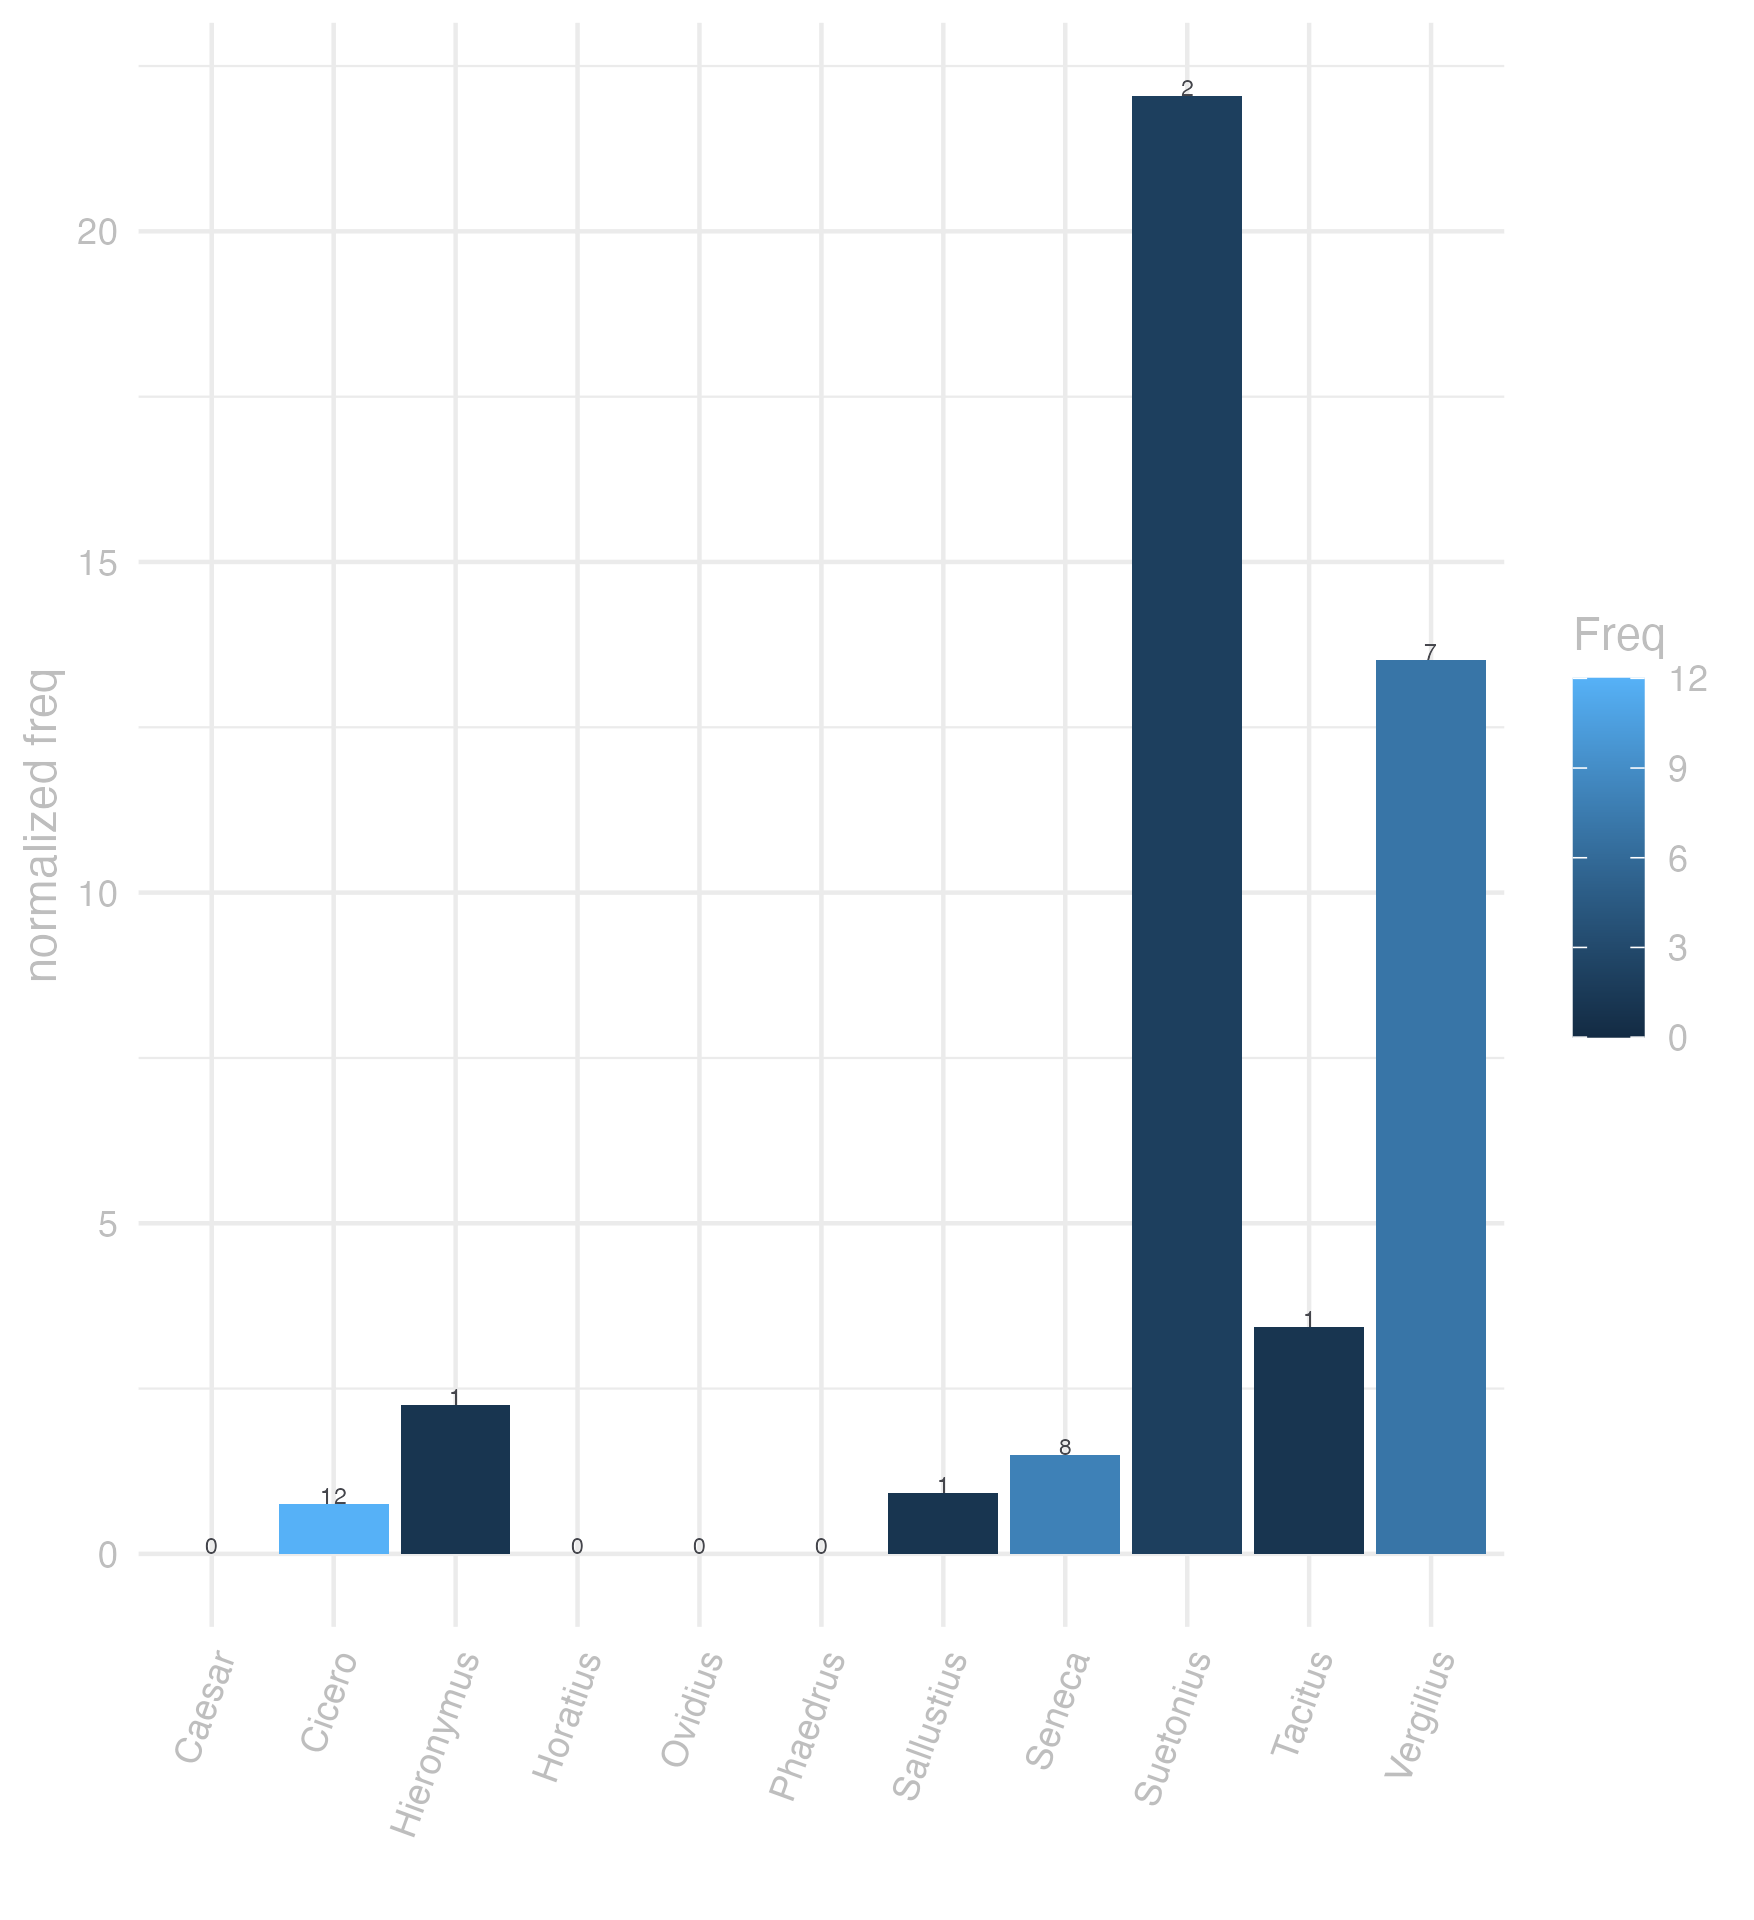 2
20
15
7
Freq
12
9
6
3
0
normalized freq
10
5
1
1
8
1
12
0
0
0
0
0
Caesar
Cicero
Hieronymus
Horatius
Ovidius
Phaedrus
Sallustius
Seneca
Suetonius
Tacitus
Vergilius